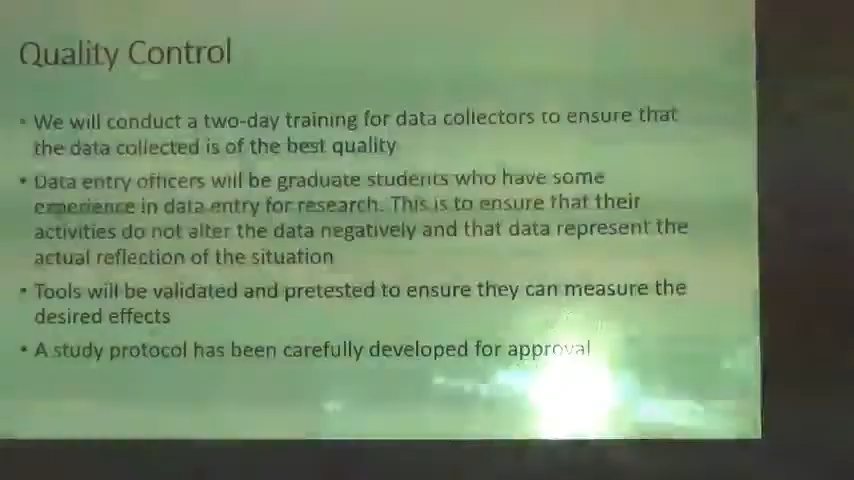 Quality Control
• We will conduct a two-day training for data collectors to ensure that
the data collected is of the best quality
• Data entry officers will be graduate students who have some
experience in data entry for research. This is to ensure that their
activities do not alter the data negatively and that data represent the
actual reflection of the situation
• Tools will be validated and pretested to ensure they can measure the
desired effects
• A study protocol has been carefully developed for approval